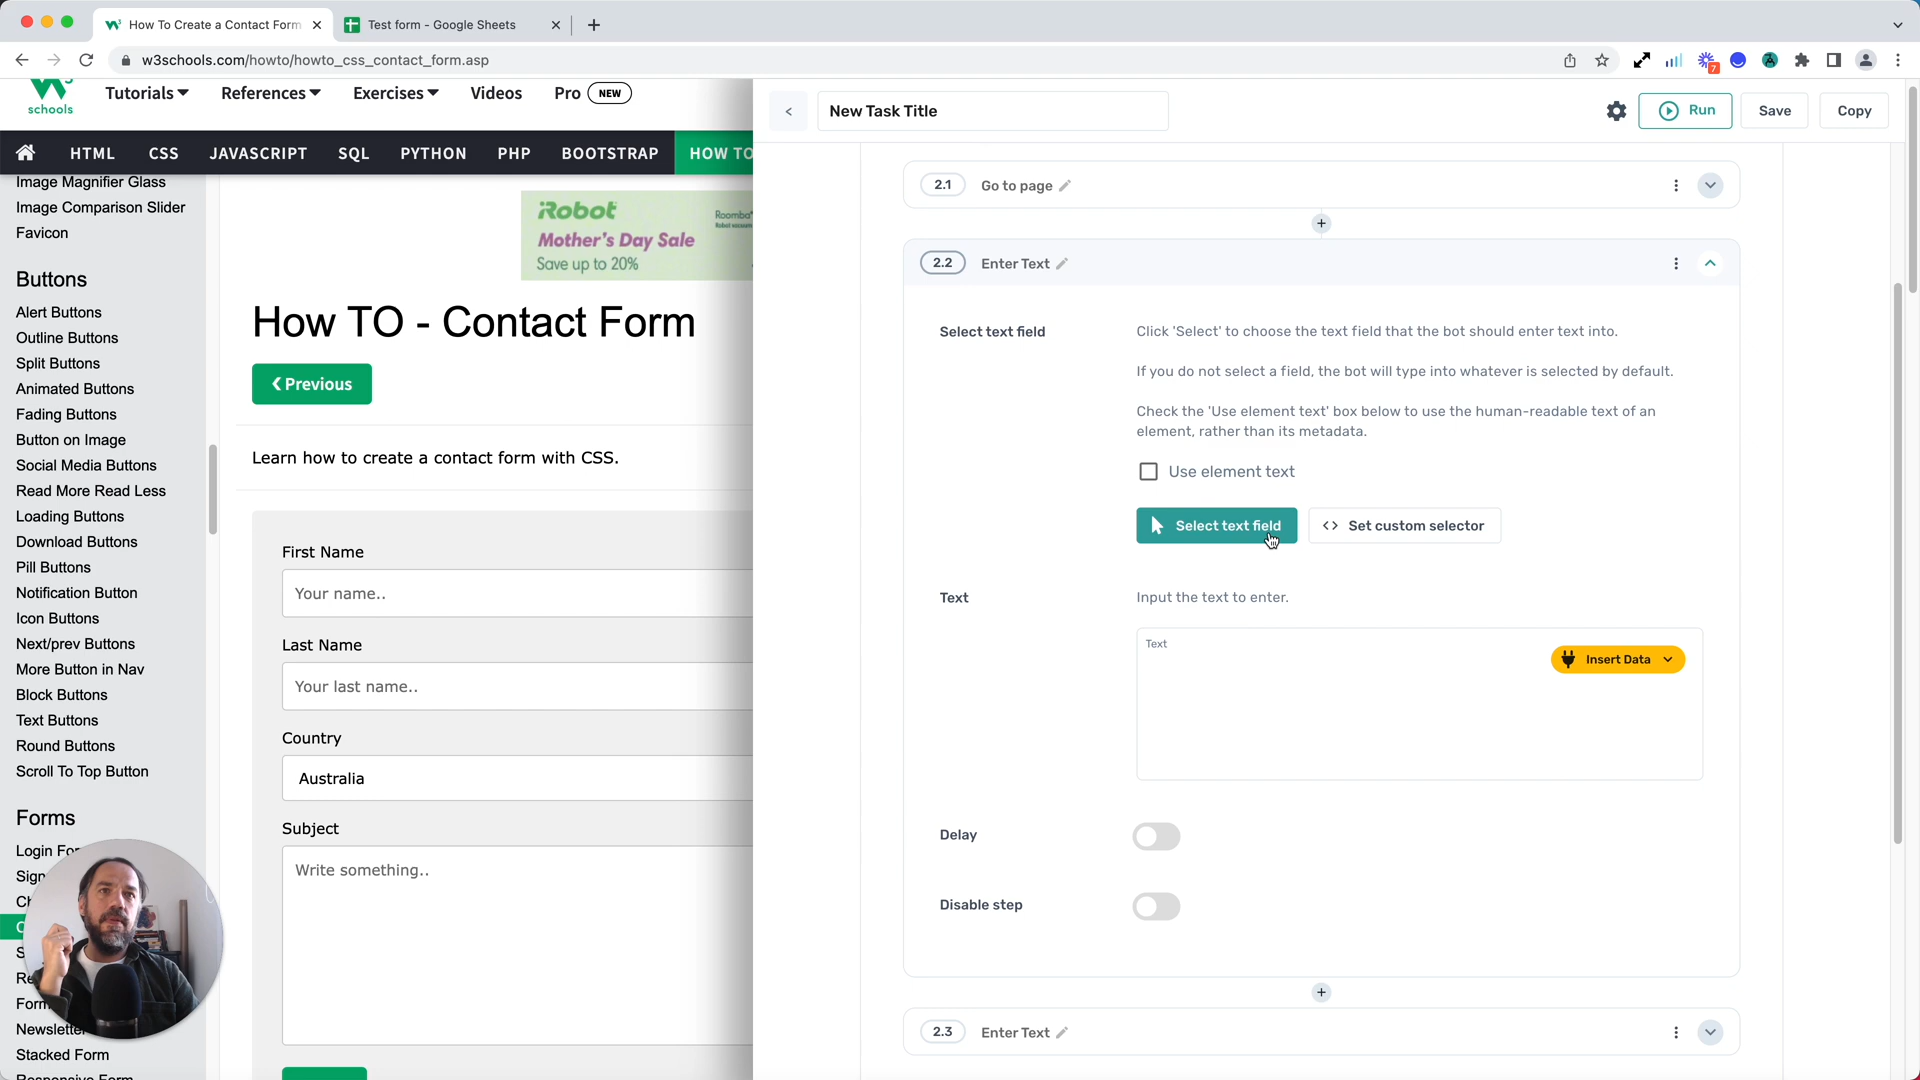 How To Create a Contact Form
Test form - Google Sheets
w3schools.com/howto/howto_css_contact_form.asp
7
schools
Tutorials
References
Exercises
Videos
Pro
NEW
HTML
CSS
JAVASCRIPT
SQL
PYTHON
PHP
BOOTSTRAP
HOW TO
Image Magnifier Glass
Image Comparison Slider
Favicon
Buttons
Alert Buttons
Outline Buttons
Split Buttons
Animated Buttons
Fading Buttons
Button on Image
Social Media Buttons
Read More Read Less
Loading Buttons
Download Buttons
Pill Buttons
Notification Button
Icon Buttons
Next/prev Buttons
More Button in Nav
Block Buttons
Text Buttons
Round Buttons
Scroll To Top Button
Forms
Login For
Sign
Ch
C
S
Re
Form
Newslette
Stacked Form
Responsive Form
iRobot
Mother's Day Sale
Save up to 20%
Roomba
How TO - Contact Form
❮ Previous
Learn how to create a contact form with CSS.
First Name
Your name..
Last Name
Your last name..
Country
Australia
Subject
Write something..
<
New Task Title
Run
Save
Copy
2.1
Go to page
+
2.2
Enter Text
Select text field
Click 'Select' to choose the text field that the bot should enter text into.
If you do not select a field, the bot will type into whatever is selected by default.
Check the 'Use element text' box below to use the human-readable text of an
element, rather than its metadata.
Use element text
Select text field
<> Set custom selector
Text
Input the text to enter.
Text
Insert Data
Delay
Disable step
+
2.3
Enter Text